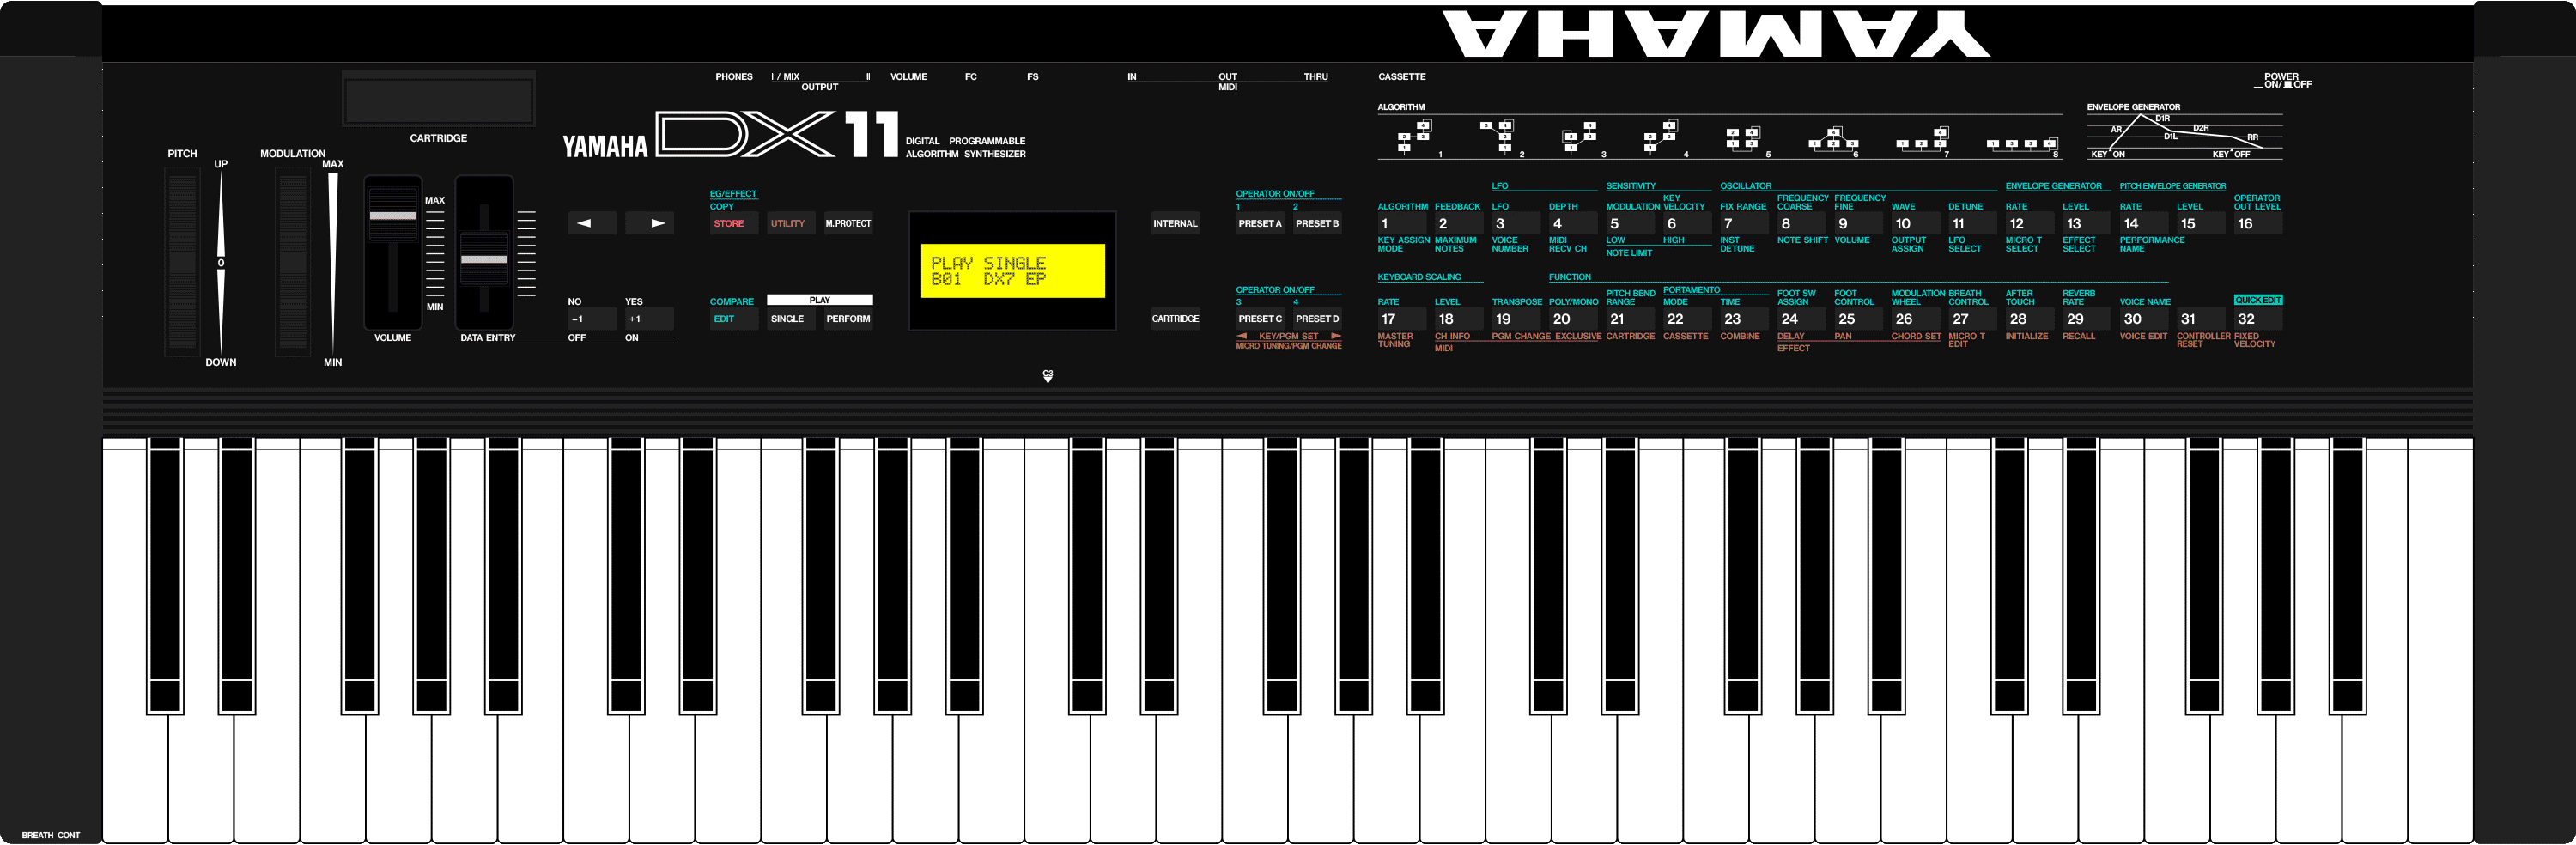 YAMAHA
PHONES I / MIX II VOLUME FC FS IN OUT THRU CASSETTE POWER
OUTPUT MIDI ON/ OFF
CARTRIDGE
YAMAHA DX11 DIGITAL PROGRAMMABLE
ALGORITHM SYNTHESIZER
ALGORITHM
1 2 3 4 5 6 7 8
ENVELOPE GENERATOR
AR D1R D1L D2R RR
KEY ON KEY OFF
PITCH MODULATION
UP MAX
0
DOWN MIN
MAX
MIN
VOLUME DATA ENTRY
◄ ►
NO YES
-1 +1
OFF ON
EG/EFFECT
COPY
STORE UTILITY M.PROTECT
COMPARE PLAY
EDIT SINGLE PERFORM
PLAY SINGLE
B01 DX7 EP
INTERNAL
CARTRIDGE
OPERATOR ON/OFF
1 2
PRESET A PRESET B
OPERATOR ON/OFF
3 4
PRESET C PRESET D
◄ KEY/PGM SET ►
MICRO TUNING/PGM CHANGE
LFO SENSITIVITY OSCILLATOR ENVELOPE GENERATOR PITCH ENVELOPE GENERATOR
KEY FREQUENCY FREQUENCY OPERATOR
ALGORITHM FEEDBACK LFO DEPTH MODULATION VELOCITY FIX RANGE COARSE FINE WAVE DETUNE RATE LEVEL RATE LEVEL OUT LEVEL
1 2 3 4 5 6 7 8 9 10 11 12 13 14 15 16
KEY ASSIGN MAXIMUM VOICE MIDI LOW HIGH INST NOTE SHIFT VOLUME OUTPUT LFO MICRO T EFFECT PERFORMANCE
MODE NOTES NUMBER RECV CH NOTE LIMIT DETUNE ASSIGN SELECT SELECT SELECT NAME
KEYBOARD SCALING FUNCTION
PITCH BEND PORTAMENTO FOOT SW FOOT MODULATION BREATH AFTER REVERB
RATE LEVEL TRANSPOSE POLY/MONO RANGE MODE TIME ASSIGN CONTROL WHEEL CONTROL TOUCH RATE VOICE NAME QUICK EDIT
17 18 19 20 21 22 23 24 25 26 27 28 29 30 31 32
MASTER CH INFO PGM CHANGE EXCLUSIVE CARTRIDGE CASSETTE COMBINE DELAY PAN CHORD SET MICRO T INITIALIZE RECALL VOICE EDIT CONTROLLER FIXED
TUNING MIDI EFFECT EDIT RESET VELOCITY
C3
BREATH CONT